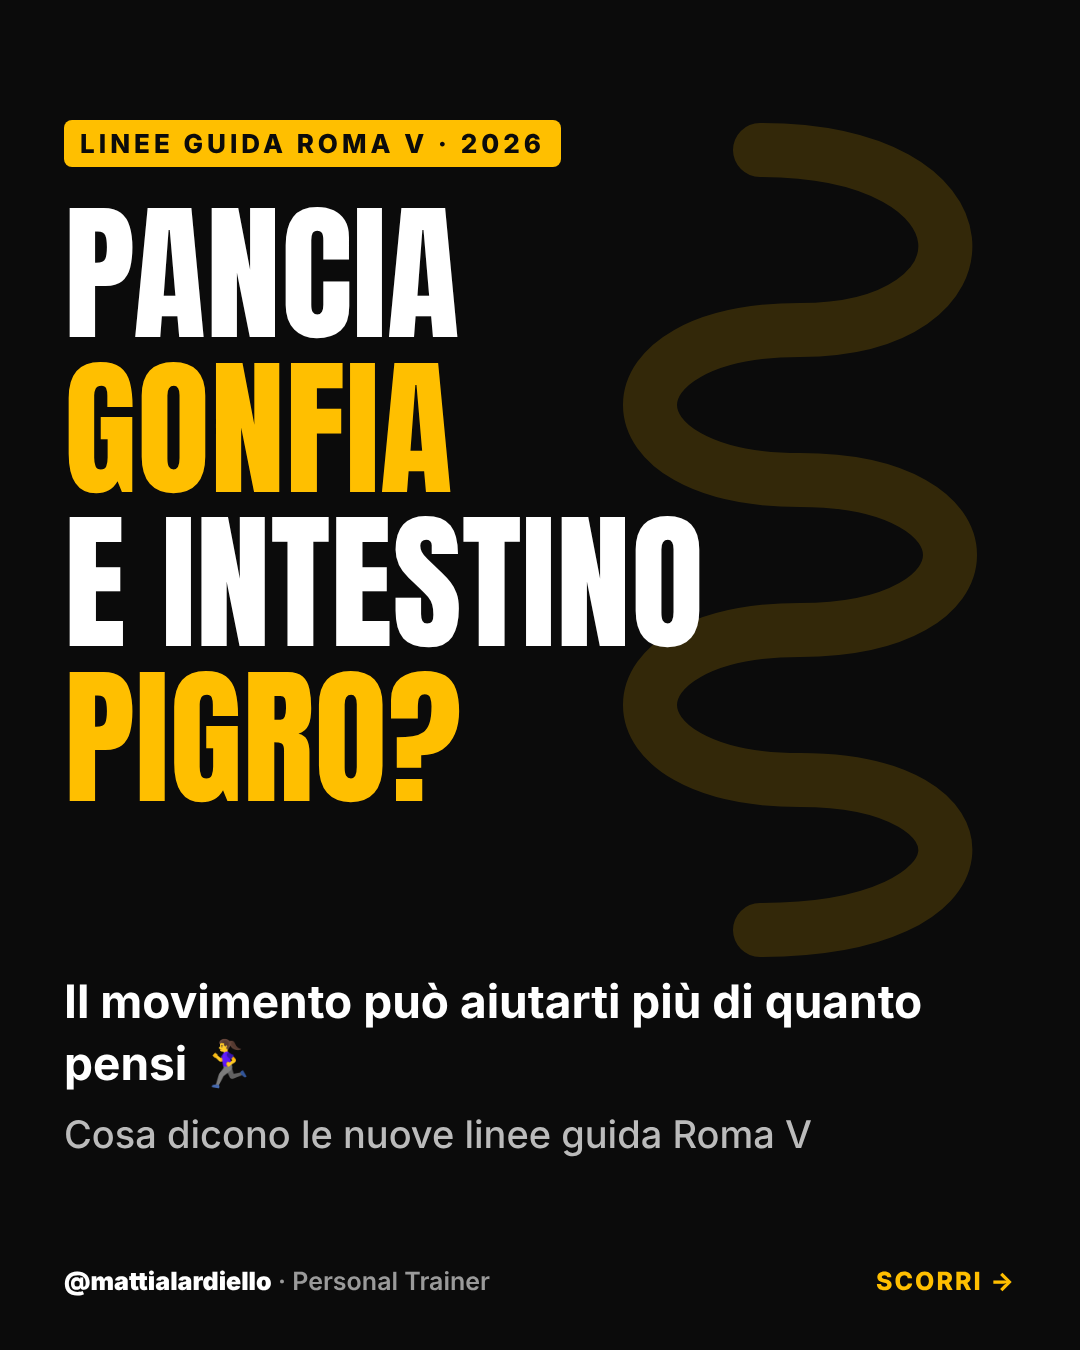 LINEE GUIDA ROMA V · 2026
PANCIA
GONFIA
E INTESTINO
PIGRO?
Il movimento può aiutarti più di quanto
pensi 🏃‍♀️
Cosa dicono le nuove linee guida Roma V
@mattialardiello · Personal Trainer
SCORRI →